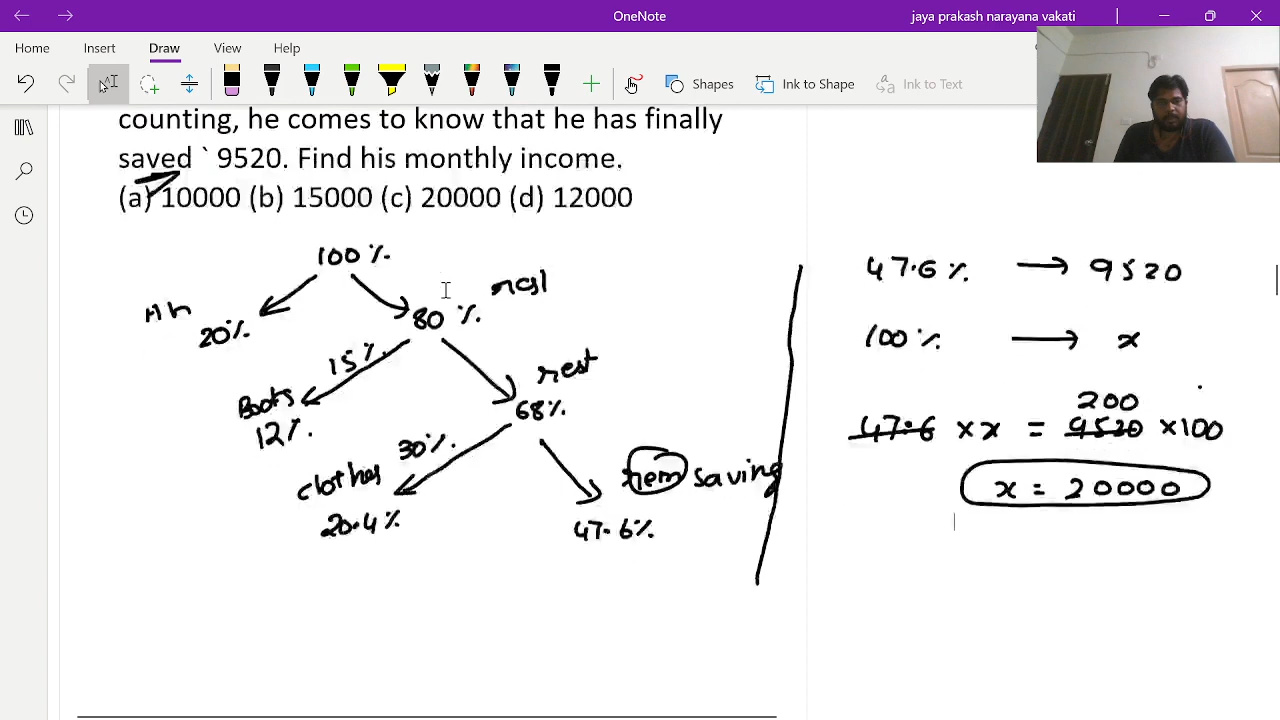 OneNote
jaya prakash narayana vakati
Home Insert Draw View Help
Shapes Ink to Shape Ink to Text
counting, he comes to know that he has finally
saved ` 9520. Find his monthly income.
(a) 10000 (b) 15000 (c) 20000 (d) 12000
100 %
20%
80 % rest
15 %
Books
12%
rest
68%
30%
clothes
20.4%
rem saving
47.6%
47.6 % → 9520
100 % → x
200
47.6 × x = 9520 × 100
x = 20000